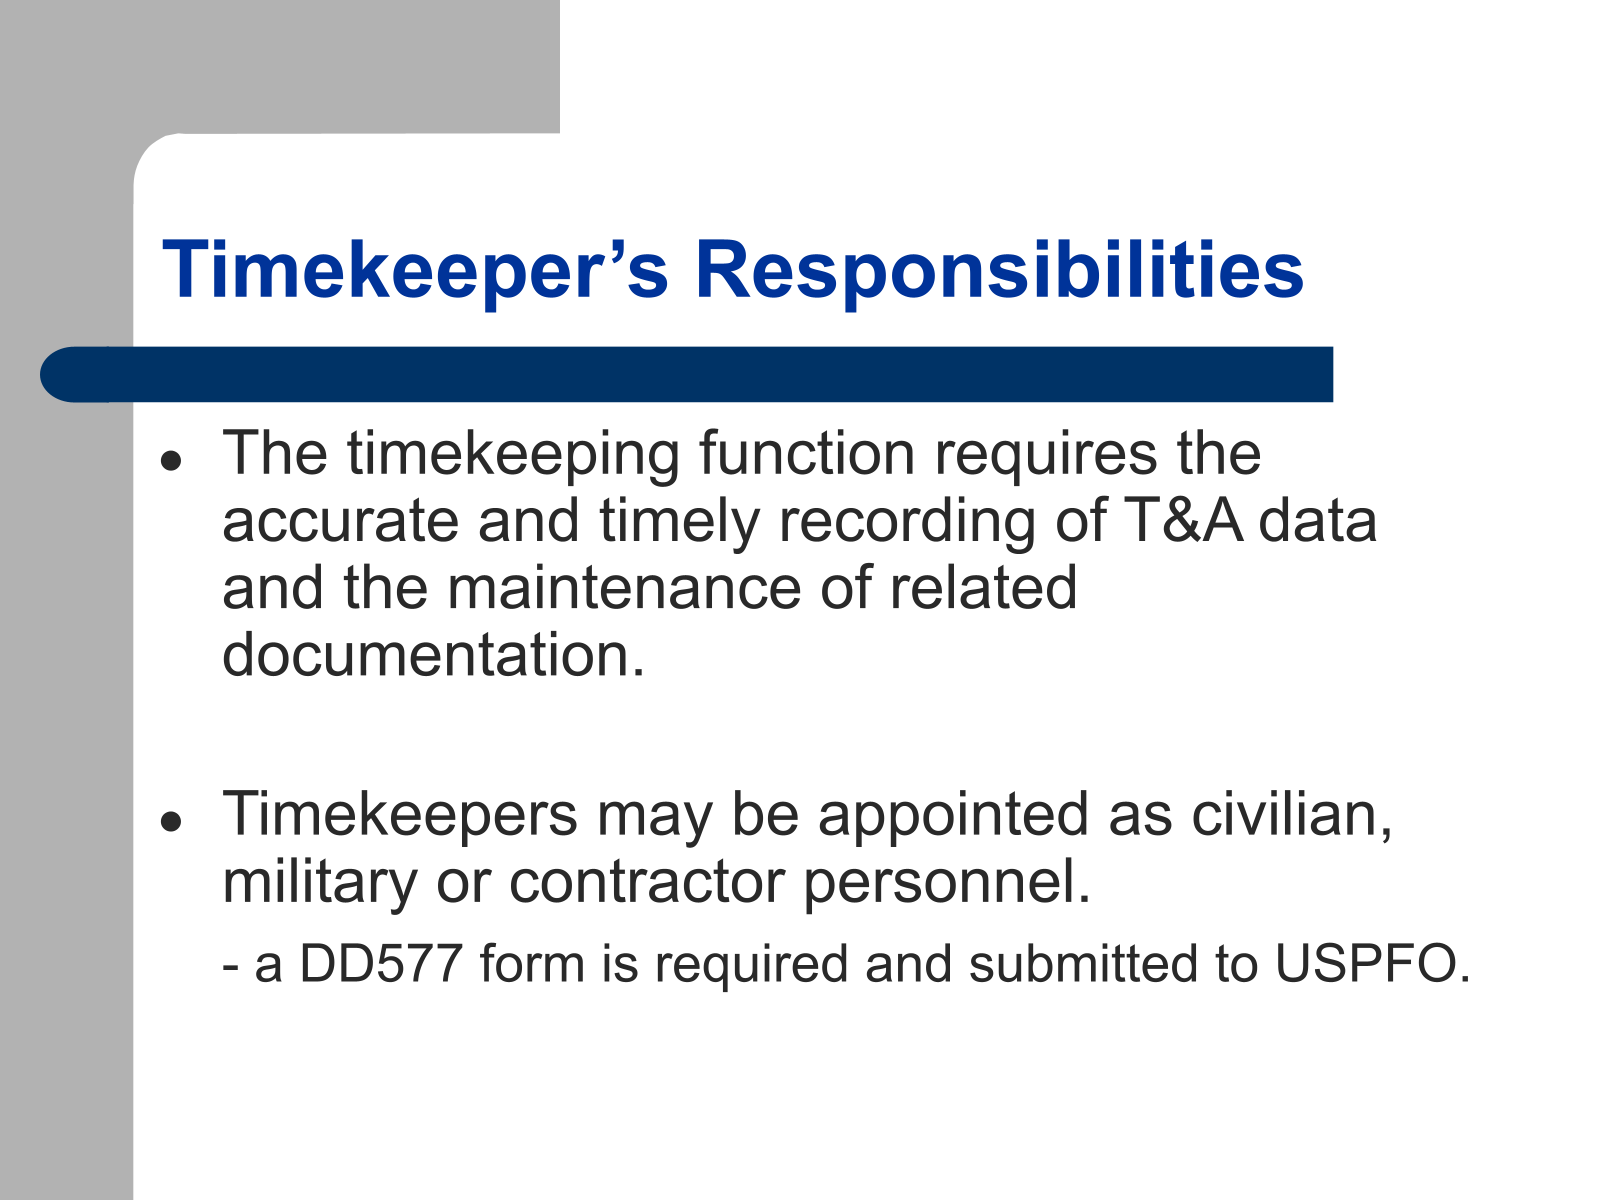 Timekeeper’s Responsibilities
● The timekeeping function requires the
accurate and timely recording of T&A data
and the maintenance of related
documentation.
● Timekeepers may be appointed as civilian,
military or contractor personnel.
- a DD577 form is required and submitted to USPFO.